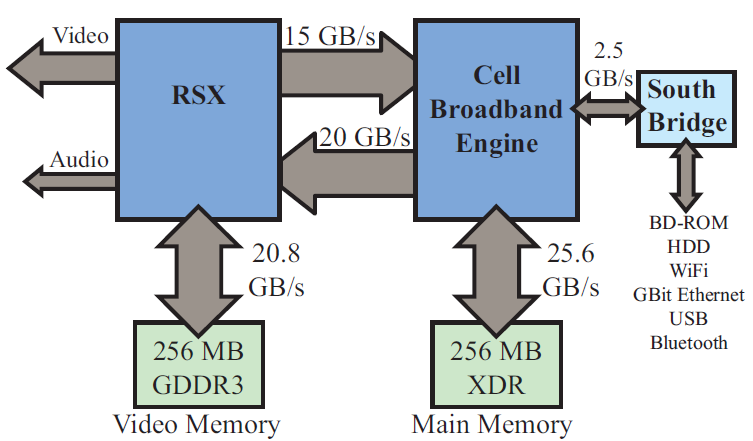 Video
15 GB/s
RSX
Audio
20 GB/s
Cell
Broadband
Engine
2.5
GB/s
South
Bridge
20.8
GB/s
25.6
GB/s
256 MB
GDDR3
Video Memory
256 MB
XDR
Main Memory
BD-ROM
HDD
WiFi
GBit Ethernet
USB
Bluetooth